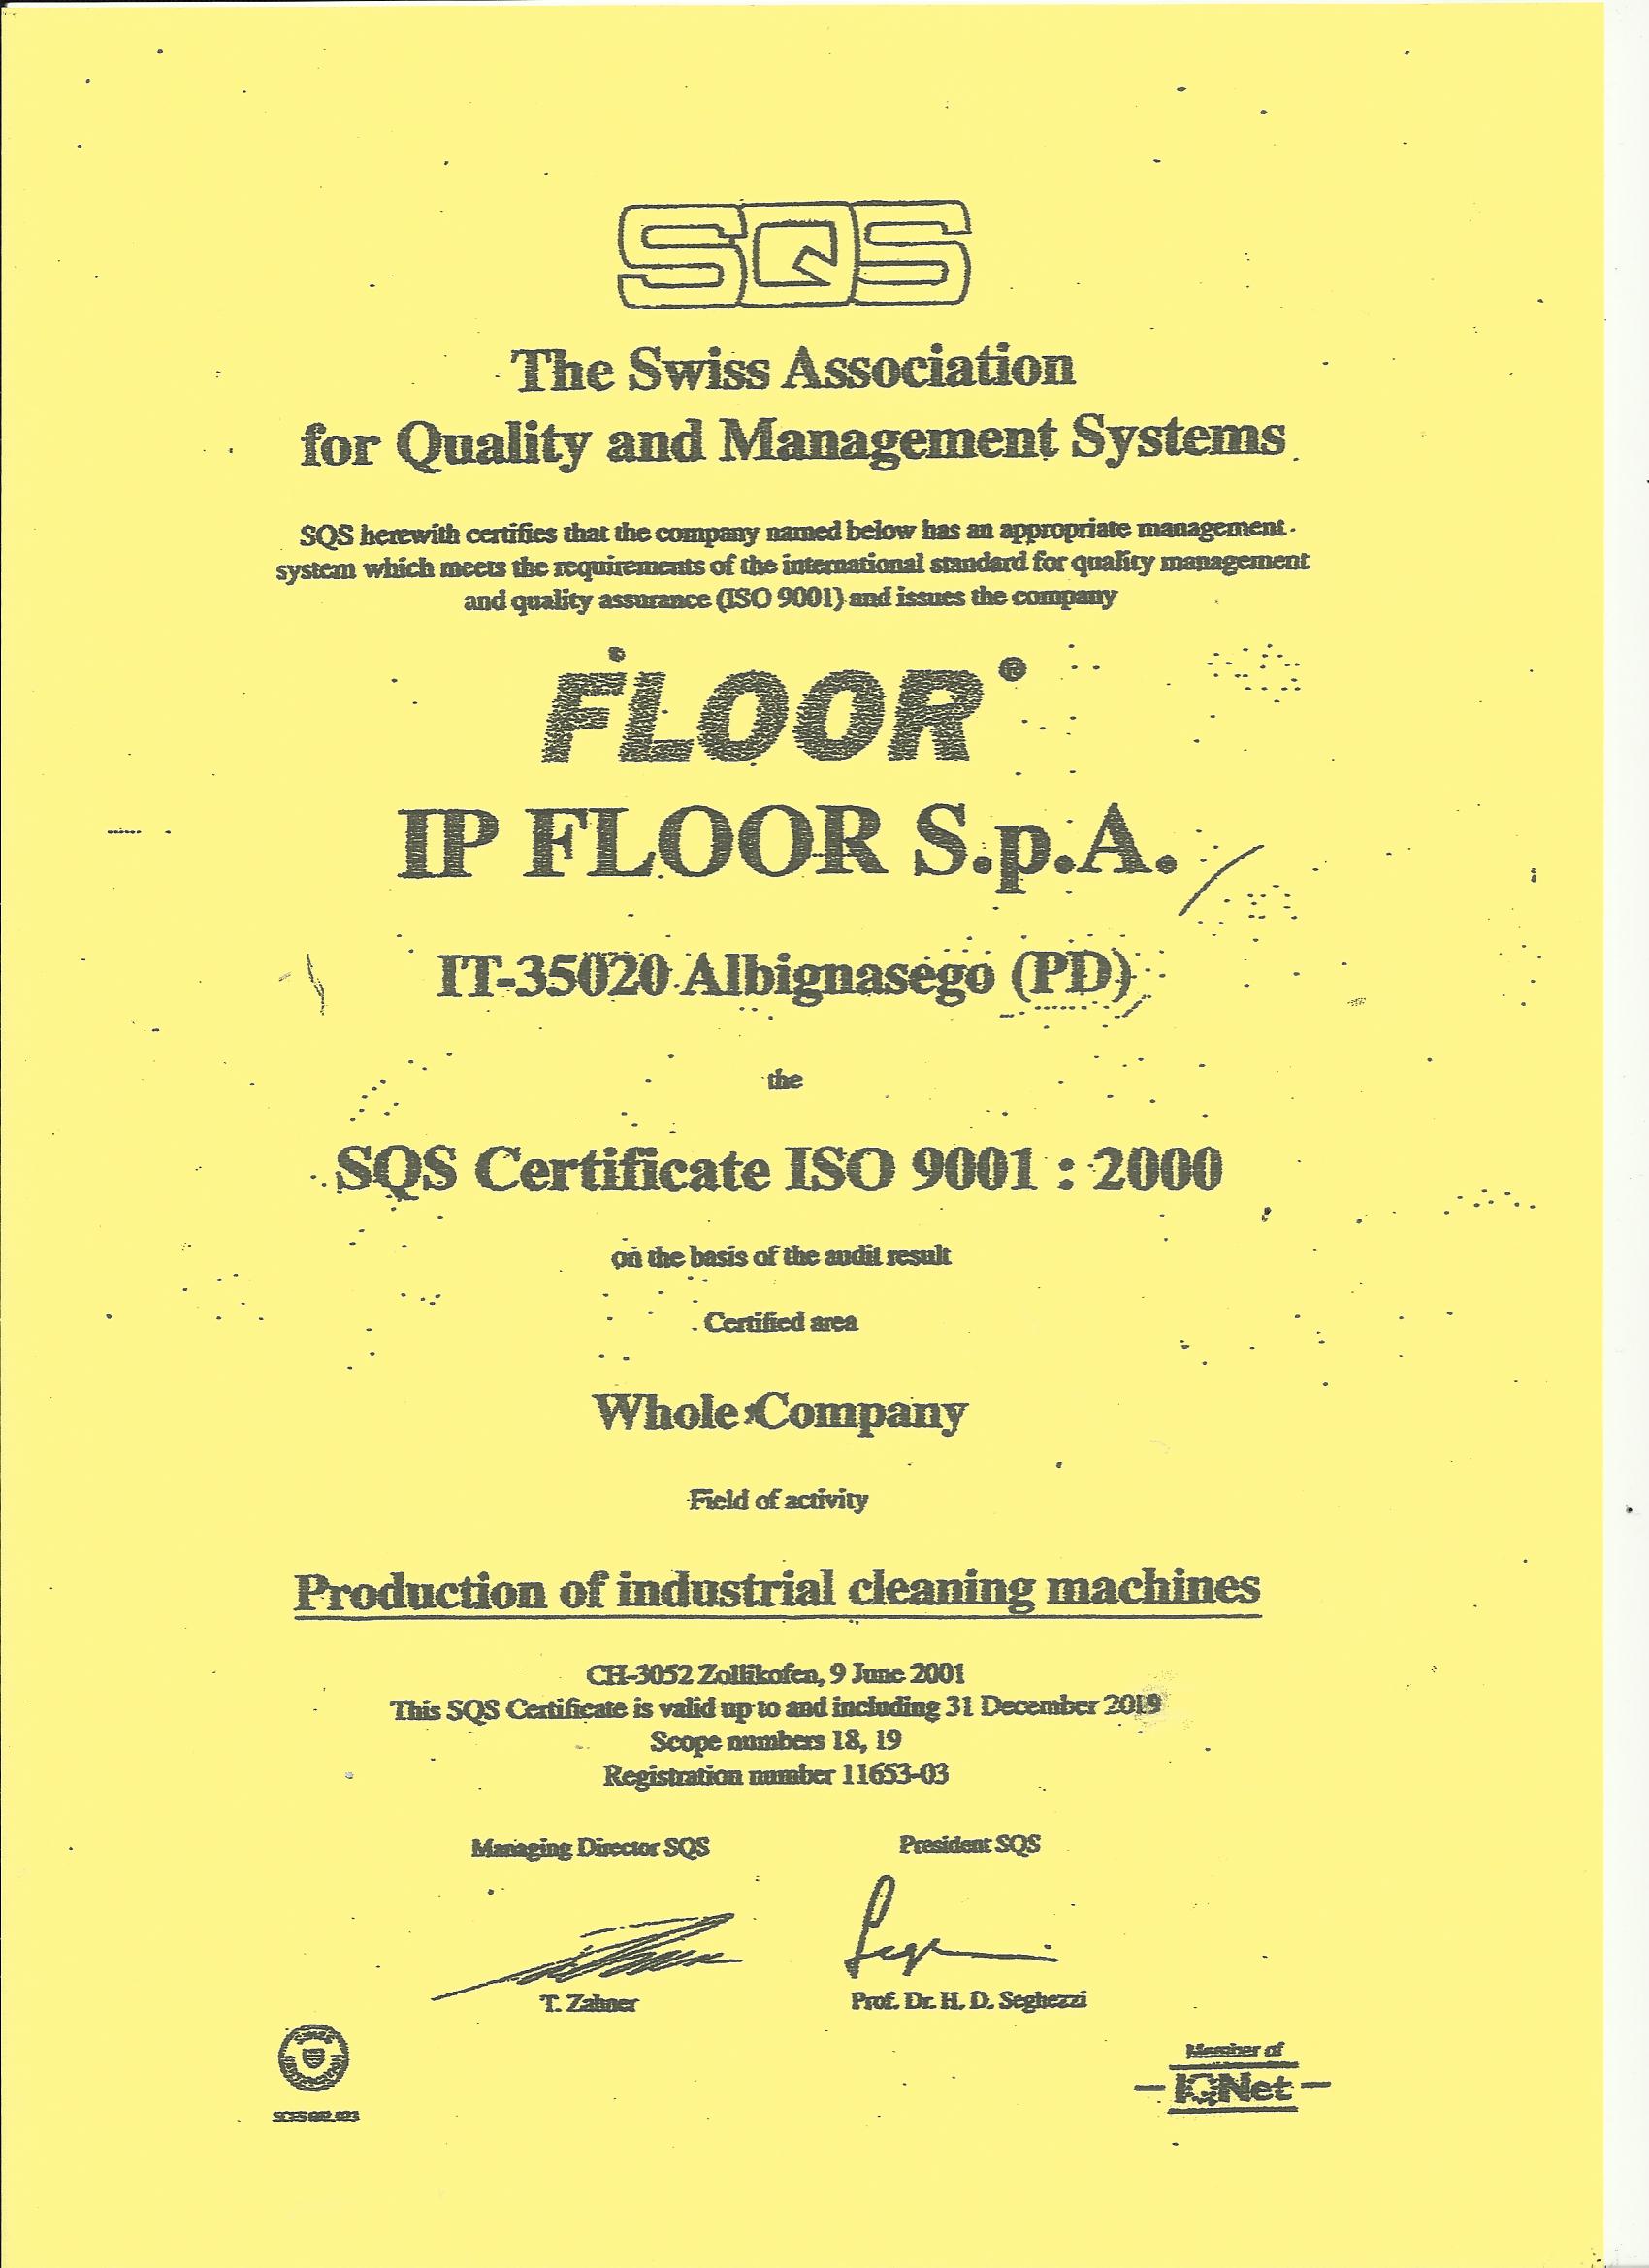 SQS
The Swiss Association
for Quality and Management Systems
SQS herewith certifies that the company named below has an appropriate management
system which meets the requirements of the international standard for quality management
and quality assurance (ISO 9001) and issues the company
FLOOR®
IP FLOOR S.p.A.
IT-35020 Albignasego (PD)
the
SQS Certificate ISO 9001 : 2000
on the basis of the audit result
Certified area
Whole Company
Field of activity
Production of industrial cleaning machines
CH-3052 Zollikofen, 9 June 2001
This SQS Certificate is valid up to and including 31 December 2019
Scope numbers 18, 19
Registration number 11653-03
Managing Director SQS President SQS
T. Zahner Prof. Dr. H. D. Seghezzi
Member of
IQNet